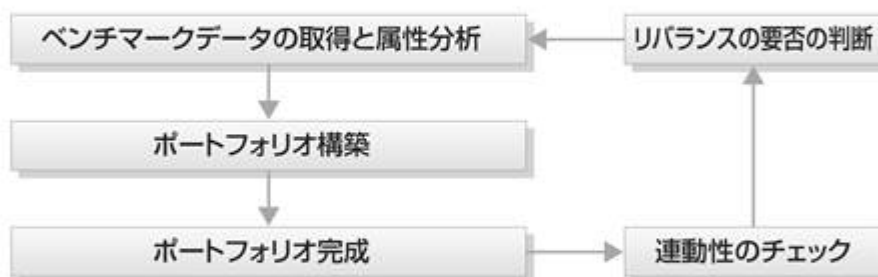 ベンチマークデータの取得と属性分析
リバランスの要否の判断
ポートフォリオ構築
ポートフォリオ完成
連動性のチェック